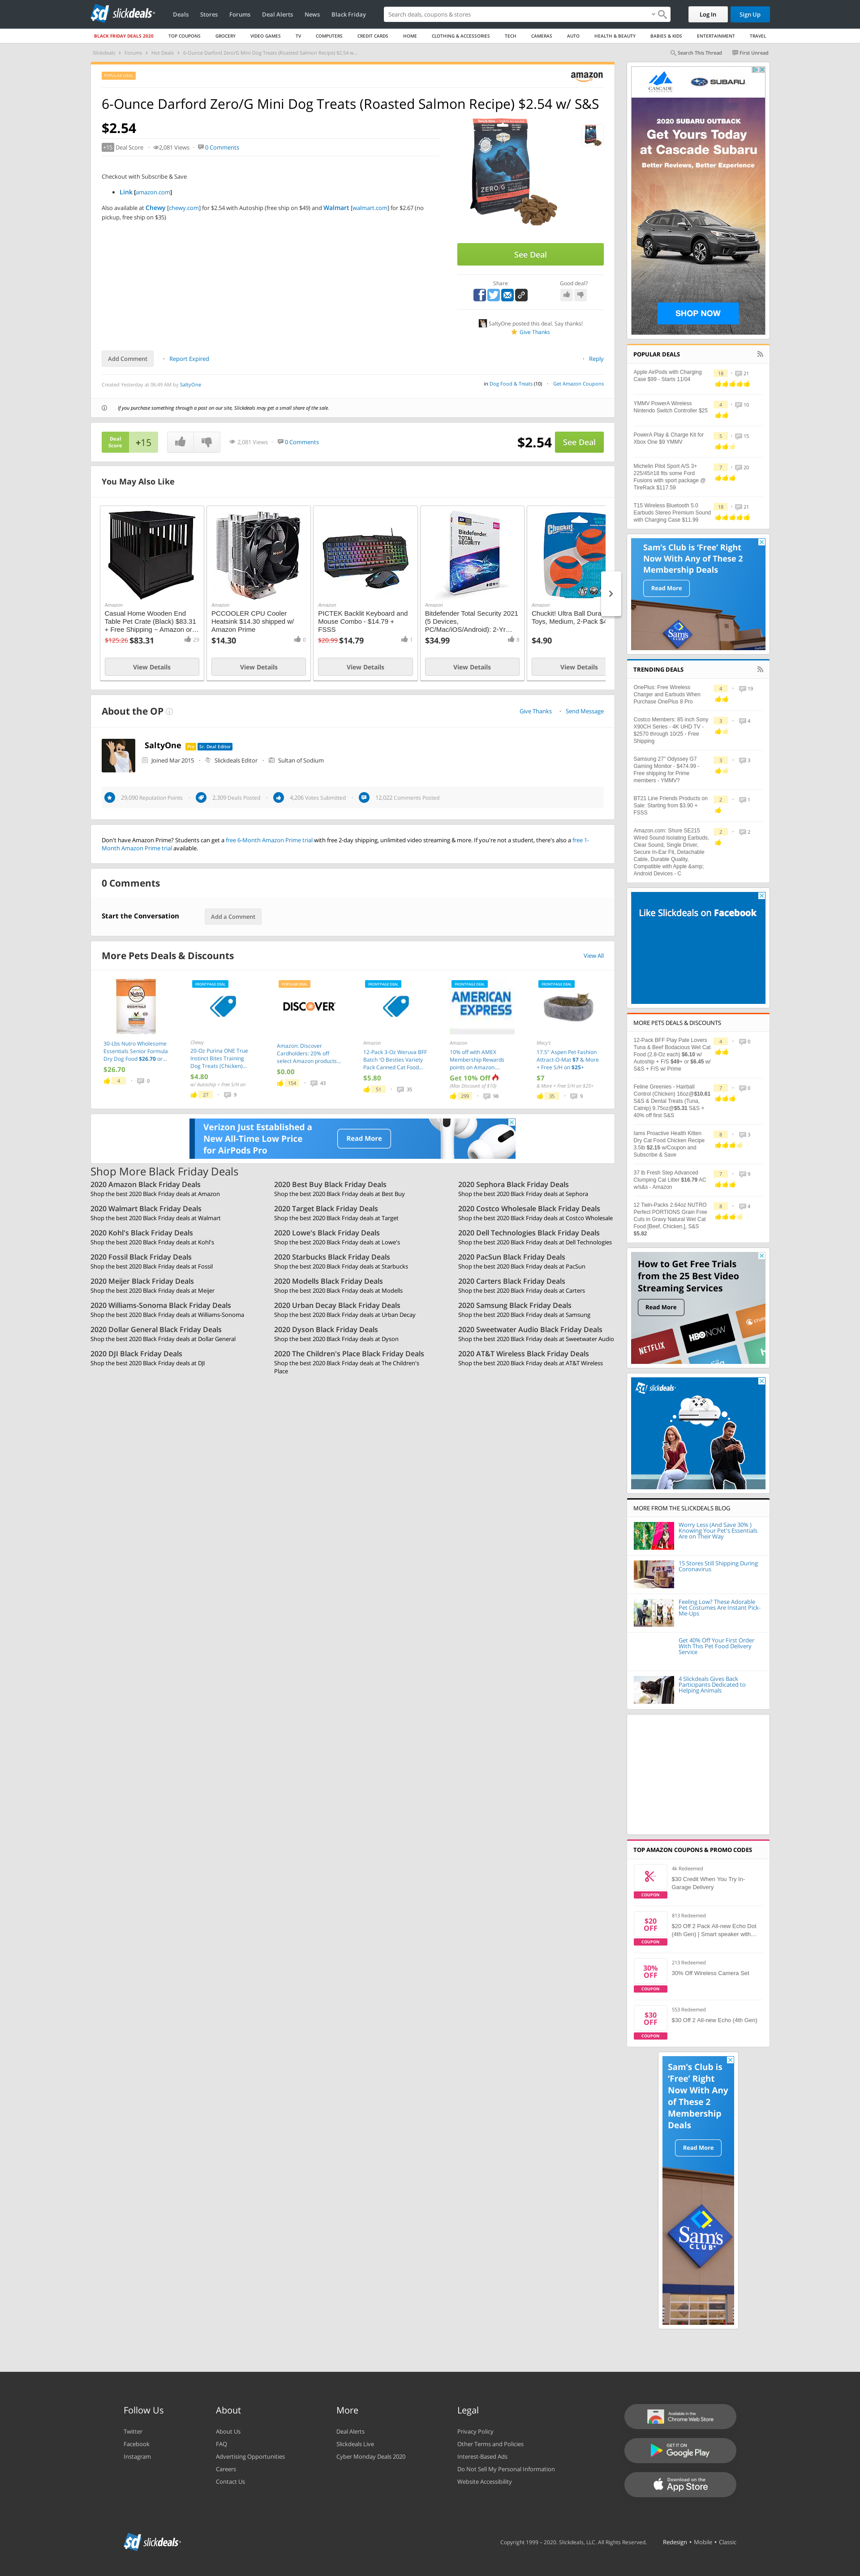 slickdeals
Deals
Stores
Forums
Deal Alerts
News
Black Friday
Search deals, coupons & stores
Log In
Sign Up
BLACK FRIDAY DEALS 2020
TOP COUPONS
GROCERY
VIDEO GAMES
TV
COMPUTERS
CREDIT CARDS
HOME
CLOTHING & ACCESSORIES
TECH
CAMERAS
AUTO
HEALTH & BEAUTY
BABIES & KIDS
ENTERTAINMENT
TRAVEL
Slickdeals
Forums
Hot Deals
6-Ounce Darford Zero/G Mini Dog Treats (Roasted Salmon Recipe) $2.54 w...
Search This Thread
First Unread
POPULAR DEAL
amazon
6-Ounce Darford Zero/G Mini Dog Treats (Roasted Salmon Recipe) $2.54 w/ S&S
$2.54
+15 Deal Score
2,081 Views
0 Comments
Checkout with Subscribe & Save
Link [amazon.com]
Also available at Chewy [chewy.com] for $2.54 with Autoship (free ship on $49) and Walmart [walmart.com] for $2.67 (no
pickup, free ship on $35)
ZERO/G
See Deal
Share
Good deal?
SaltyOne posted this deal. Say thanks!
Give Thanks
Add Comment
Report Expired
Reply
Created Yesterday at 06:49 AM by SaltyOne
in Dog Food & Treats (10)
Get Amazon Coupons
If you purchase something through a post on our site, Slickdeals may get a small share of the sale.
Deal
Score
+15
2,081 Views
0 Comments
$2.54
See Deal
You May Also Like
Amazon
Casual Home Wooden End
Table Pet Crate (Black) $83.31
+ Free Shipping ~ Amazon or…
$125.26 $83.31
29
View Details
Amazon
PCCOOLER CPU Cooler
Heatsink $14.30 shipped w/
Amazon Prime
$14.30
0
View Details
Amazon
PICTEK Backlit Keyboard and
Mouse Combo - $14.79 +
FSSS
$20.99 $14.79
1
View Details
Bitdefender
TOTAL
SECURITY
Amazon
Bitdefender Total Security 2021
(5 Devices,
PC/Mac/iOS/Android): 2-Yr…
$34.99
8
View Details
Chuckit!
Amazon
Chuckit! Ultra Ball Dura
Toys, Medium, 2-Pack $4
$4.90
View Details
About the OP
Give Thanks
Send Message
SaltyOne
Pro
Sr. Deal Editor
Joined Mar 2015
Slickdeals Editor
Sultan of Sodium
29,090 Reputation Points
2,309 Deals Posted
4,206 Votes Submitted
12,022 Comments Posted
Don't have Amazon Prime? Students can get a free 6-Month Amazon Prime trial with free 2-day shipping, unlimited video streaming & more. If you're not a student, there's also a free 1-
Month Amazon Prime trial available.
0 Comments
Start the Conversation
Add a Comment
More Pets Deals & Discounts
View All
30-Lbs Nutro Wholesome
Essentials Senior Formula
Dry Dog Food $26.70 or...
$26.70
4
0
FRONTPAGE DEAL
Chewy
20-Oz Purina ONE True
Instinct Bites Training
Dog Treats (Chicken)...
$4.80
w/ Autoship + Free S/H on
27
9
POPULAR DEAL
DISCOVER
Amazon: Discover
Cardholders: 20% off
select Amazon products...
$0.00
154
43
FRONTPAGE DEAL
Amazon
12-Pack 3-Oz Weruva BFF
Batch 'O Besties Variety
Pack Canned Cat Food...
$5.80
51
35
FRONTPAGE DEAL
AMERICAN
EXPRESS
Amazon
10% off with AMEX
Membership Rewards
points on Amazon....
Get 10% Off
(Max Discount of $10)
299
98
FRONTPAGE DEAL
Macy's
17.5" Aspen Pet Fashion
Attract-O-Mat $7 & More
+ Free S/H on $25+
$7
& More + Free S/H on $25+
35
9
Verizon Just Established a
New All-Time Low Price
for AirPods Pro
Read More
Shop More Black Friday Deals
2020 Amazon Black Friday Deals
Shop the best 2020 Black Friday deals at Amazon
2020 Best Buy Black Friday Deals
Shop the best 2020 Black Friday deals at Best Buy
2020 Sephora Black Friday Deals
Shop the best 2020 Black Friday deals at Sephora
2020 Walmart Black Friday Deals
Shop the best 2020 Black Friday deals at Walmart
2020 Target Black Friday Deals
Shop the best 2020 Black Friday deals at Target
2020 Costco Wholesale Black Friday Deals
Shop the best 2020 Black Friday deals at Costco Wholesale
2020 Kohl's Black Friday Deals
Shop the best 2020 Black Friday deals at Kohl's
2020 Lowe's Black Friday Deals
Shop the best 2020 Black Friday deals at Lowe's
2020 Dell Technologies Black Friday Deals
Shop the best 2020 Black Friday deals at Dell Technologies
2020 Fossil Black Friday Deals
Shop the best 2020 Black Friday deals at Fossil
2020 Starbucks Black Friday Deals
Shop the best 2020 Black Friday deals at Starbucks
2020 PacSun Black Friday Deals
Shop the best 2020 Black Friday deals at PacSun
2020 Meijer Black Friday Deals
Shop the best 2020 Black Friday deals at Meijer
2020 Modells Black Friday Deals
Shop the best 2020 Black Friday deals at Modells
2020 Carters Black Friday Deals
Shop the best 2020 Black Friday deals at Carters
2020 Williams-Sonoma Black Friday Deals
Shop the best 2020 Black Friday deals at Williams-Sonoma
2020 Urban Decay Black Friday Deals
Shop the best 2020 Black Friday deals at Urban Decay
2020 Samsung Black Friday Deals
Shop the best 2020 Black Friday deals at Samsung
2020 Dollar General Black Friday Deals
Shop the best 2020 Black Friday deals at Dollar General
2020 Dyson Black Friday Deals
Shop the best 2020 Black Friday deals at Dyson
2020 Sweetwater Audio Black Friday Deals
Shop the best 2020 Black Friday deals at Sweetwater Audio
2020 DJI Black Friday Deals
Shop the best 2020 Black Friday deals at DJI
2020 The Children's Place Black Friday Deals
Shop the best 2020 Black Friday deals at The Children's
Place
2020 AT&T Wireless Black Friday Deals
Shop the best 2020 Black Friday deals at AT&T Wireless
CASCADE
SUBARU
2020 SUBARU OUTBACK
Get Yours Today
at Cascade Subaru
Better Reviews, Better Experience
SHOP NOW
POPULAR DEALS
Apple AirPods with Charging
Case $99 - Starts 11/04
18
21
YMMV PowerA Wireless
Nintendo Switch Controller $25
4
10
PowerA Play & Charge Kit for
Xbox One $9 YMMV
5
15
Michelin Pilot Sport A/S 3+
225/45r18 fits some Ford
Fusions with sport package @
TireRack $117.59
7
20
T15 Wireless Bluetooth 5.0
Earbuds Stereo Premium Sound
with Charging Case $11.99
18
21
Sam's Club is 'Free' Right
Now With Any of These 2
Membership Deals
Read More
Sam's
CLUB
TRENDING DEALS
OnePlus: Free Wireless
Charger and Earbuds When
Purchase OnePlus 8 Pro
4
19
Costco Members: 85 inch Sony
X90CH Series - 4K UHD TV -
$2570 through 10/25 - Free
Shipping
3
4
Samsung 27" Odyssey G7
Gaming Monitor - $474.99 -
Free shipping for Prime
members - YMMV?
3
3
BT21 Line Friends Products on
Sale: Starting from $3.90 +
FSSS
2
1
Amazon.com: Shure SE215
Wired Sound Isolating Earbuds,
Clear Sound, Single Driver,
Secure In-Ear Fit, Detachable
Cable, Durable Quality,
Compatible with Apple &amp;
Android Devices - C
2
2
Like Slickdeals on Facebook
MORE PETS DEALS & DISCOUNTS
12-Pack BFF Play Pate Lovers
Tuna & Beef Bodacious Wet Cat
Food (2.8-Oz each) $6.10 w/
Autoship + F/S $49+ or $6.45 w/
S&S + F/S w/ Prime
4
0
Feline Greenies - Hairball
Control (Chicken) 16oz@$10.61
S&S & Dental Treats (Tuna,
Catnip) 9.75oz@$5.31 S&S +
40% off first S&S
7
0
Iams Proactive Health Kitten
Dry Cat Food Chicken Recipe
3.5lb $2.15 w/Coupon and
Subscribe & Save
8
3
37 lb Fresh Step Advanced
Clumping Cat Litter $16.79 AC
w/s&s - Amazon
7
9
12 Twin-Packs 2.64oz NUTRO
Perfect PORTIONS Grain Free
Cuts in Gravy Natural Wet Cat
Food [Beef, Chicken,], S&S
$5.82
8
4
How to Get Free Trials
from the 25 Best Video
Streaming Services
Read More
NETFLIX
HBO NOW
slickdeals
MORE FROM THE SLICKDEALS BLOG
Worry Less (And Save 30% )
Knowing Your Pet's Essentials
Are on Their Way
15 Stores Still Shipping During
Coronavirus
Feeling Low? These Adorable
Pet Costumes Are Instant Pick-
Me-Ups
Get 40% Off Your First Order
With This Pet Food Delivery
Service
4 Slickdeals Gives Back
Participants Dedicated to
Helping Animals
TOP AMAZON COUPONS & PROMO CODES
COUPON
4k Redeemed
$30 Credit When You Try In-
Garage Delivery
$20
OFF
COUPON
813 Redeemed
$20 Off 2 Pack All-new Echo Dot
(4th Gen) | Smart speaker with...
30%
OFF
COUPON
213 Redeemed
30% Off Wireless Camera Set
$30
OFF
COUPON
553 Redeemed
$30 Off 2 All-new Echo (4th Gen)
Sam's Club is
'Free' Right
Now With Any
of These 2
Membership
Deals
Read More
Sam's
CLUB
Follow Us
Twitter
Facebook
Instagram
About
About Us
FAQ
Advertising Opportunities
Careers
Contact Us
More
Deal Alerts
Slickdeals Live
Cyber Monday Deals 2020
Legal
Privacy Policy
Other Terms and Policies
Interest-Based Ads
Do Not Sell My Personal Information
Website Accessibility
Available in the
Chrome Web Store
GET IT ON
Google Play
Download on the
App Store
slickdeals
Copyright 1999 - 2020. Slickdeals, LLC. All Rights Reserved.
Redesign • Mobile • Classic